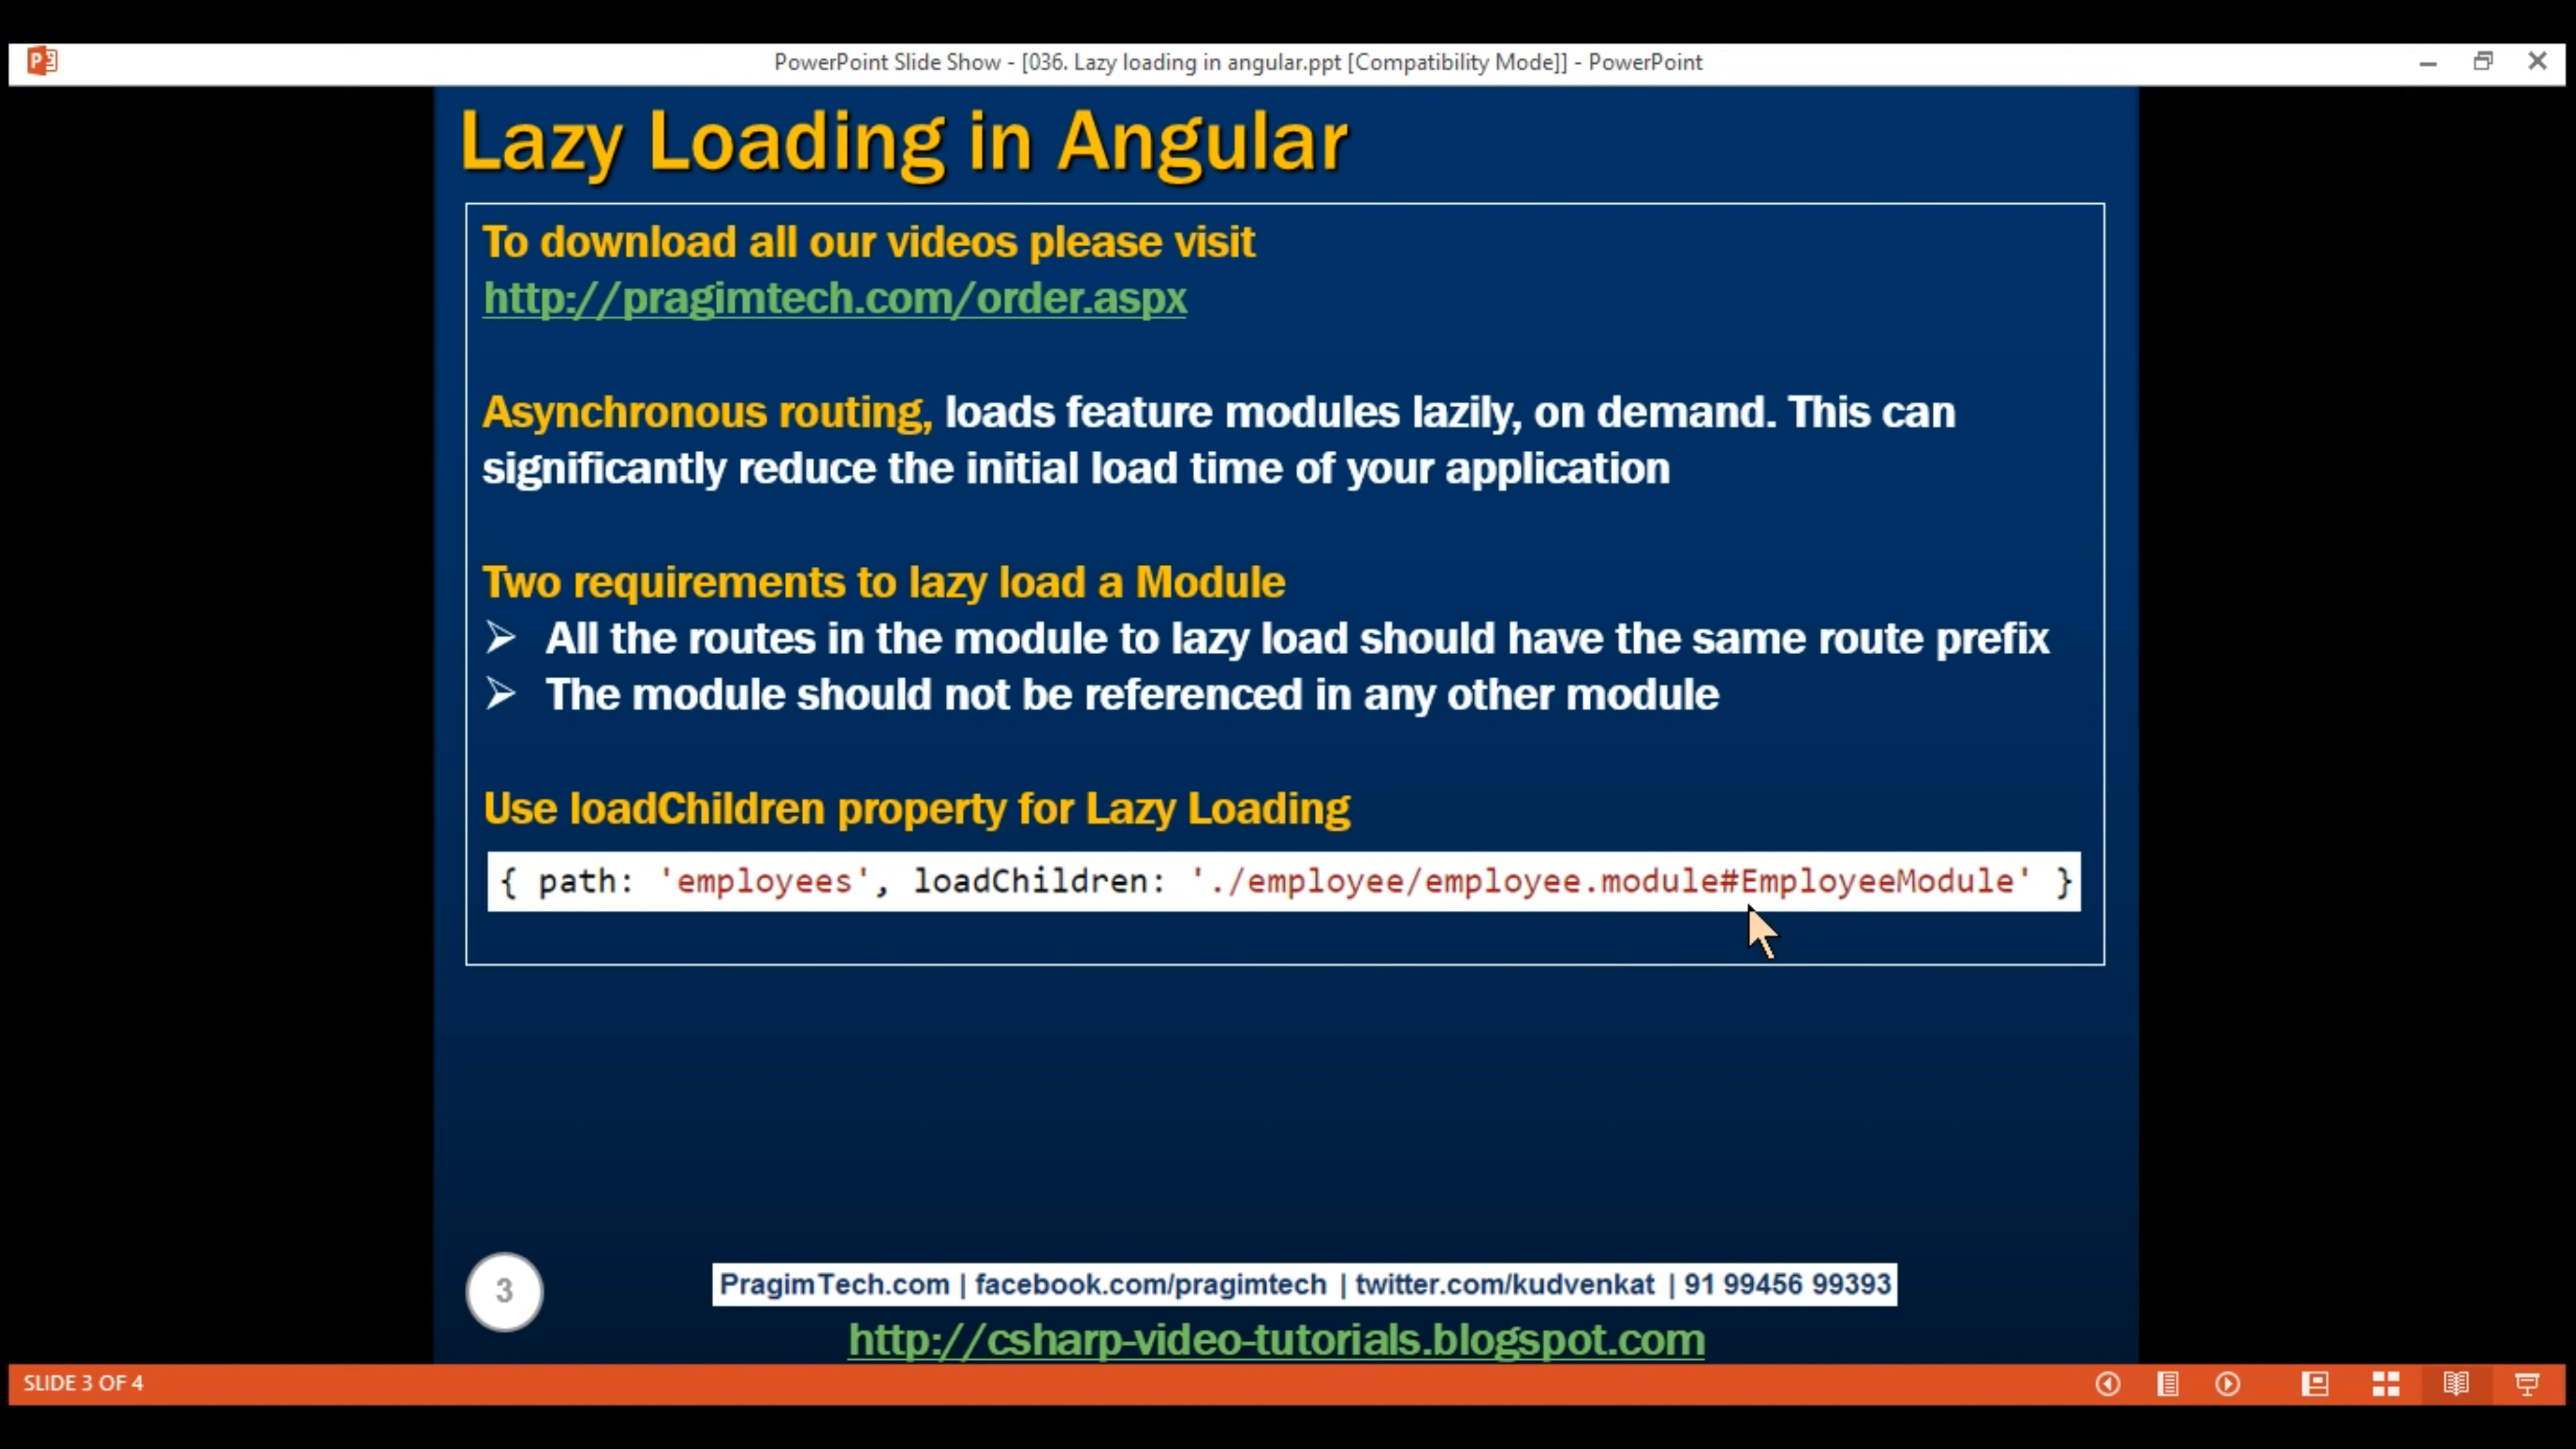 PowerPoint Slide Show - [036. Lazy loading in angular.ppt [Compatibility Mode]] - PowerPoint
Lazy Loading in Angular
To download all our videos please visit
http://pragimtech.com/order.aspx
Asynchronous routing, loads feature modules lazily, on demand. This can
significantly reduce the initial load time of your application
Two requirements to lazy load a Module
➢ All the routes in the module to lazy load should have the same route prefix
➢ The module should not be referenced in any other module
Use loadChildren property for Lazy Loading
{ path: 'employees', loadChildren: './employee/employee.module#EmployeeModule' }
3
PragimTech.com | facebook.com/pragimtech | twitter.com/kudvenkat | 91 99456 99393
http://csharp-video-tutorials.blogspot.com
SLIDE 3 OF 4